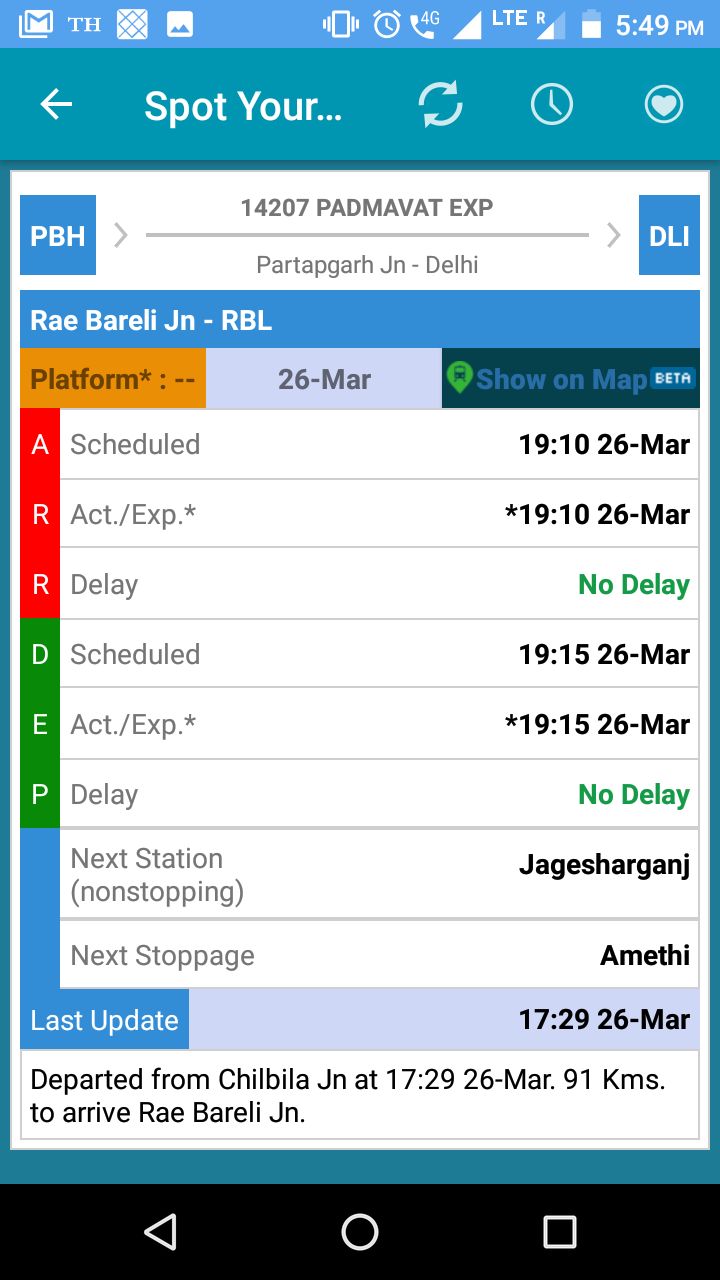 TH 4G LTE R 5:49 PM
Spot Your...
14207 PADMAVAT EXP
PBH DLI
Partapgarh Jn - Delhi
Rae Bareli Jn - RBL
Platform* : -- 26-Mar Show on Map BETA
A Scheduled 19:10 26-Mar
R Act./Exp.* *19:10 26-Mar
R Delay No Delay
D Scheduled 19:15 26-Mar
E Act./Exp.* *19:15 26-Mar
P Delay No Delay
Next Station Jagesharganj
(nonstopping)
Next Stoppage Amethi
Last Update 17:29 26-Mar
Departed from Chilbila Jn at 17:29 26-Mar. 91 Kms.
to arrive Rae Bareli Jn.